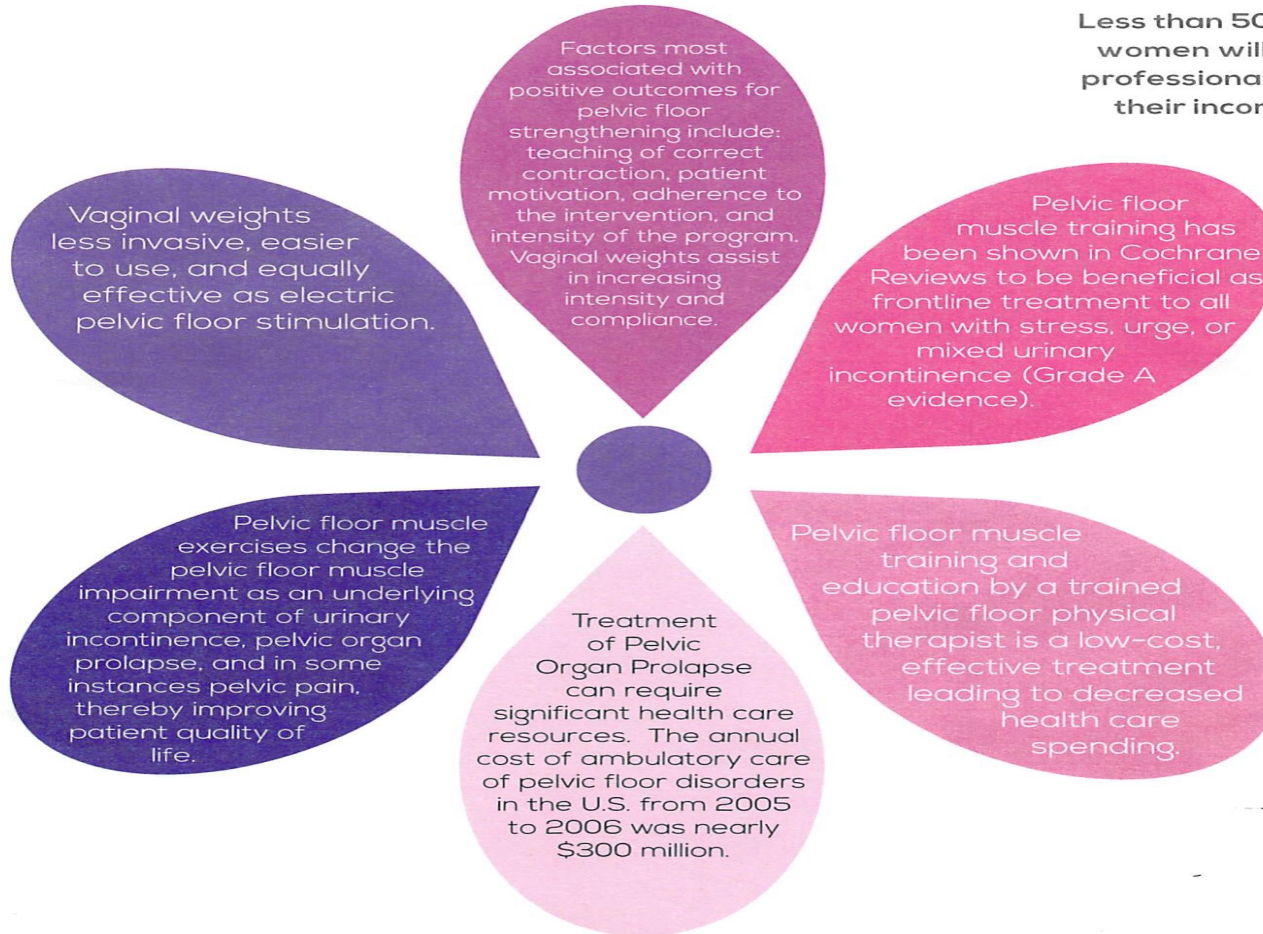 Less than 50
women will
professiona
their incor
Factors most
associated with
positive outcomes for
pelvic floor
strengthening include:
teaching of correct
contraction, patient
motivation, adherence to
the intervention, and
intensity of the program.
Vaginal weights assist
in increasing
intensity and
compliance.
Vaginal weights
less invasive, easier
to use, and equally
effective as electric
pelvic floor stimulation.
Pelvic floor
muscle training has
been shown in Cochrane
Reviews to be beneficial as
frontline treatment to all
women with stress, urge, or
mixed urinary
incontinence (Grade A
evidence).
Pelvic floor muscle
exercises change the
pelvic floor muscle
impairment as an underlying
component of urinary
incontinence, pelvic organ
prolapse, and in some
instances pelvic pain,
thereby improving
patient quality of
life.
Pelvic floor muscle
training and
education by a trained
pelvic floor physical
therapist is a low-cost,
effective treatment
leading to decreased
health care
spending.
Treatment
of Pelvic
Organ Prolapse
can require
significant health care
resources. The annual
cost of ambulatory care
of pelvic floor disorders
in the U.S. from 2005
to 2006 was nearly
$300 million.